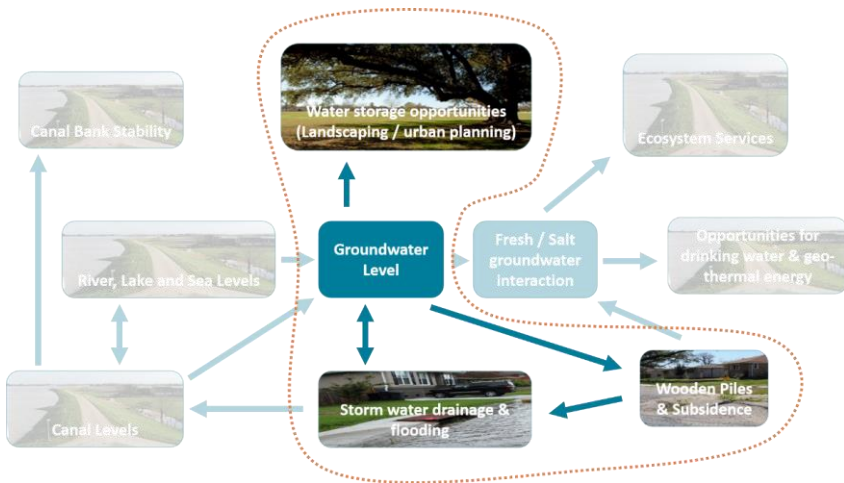 Water storage opportunities
(Landscaping / urban planning)
Canal Bank Stability
Ecosystem Services
River, Lake and Sea Levels
Groundwater
Level
Fresh / Salt
groundwater
interaction
Opportunities for
drinking water & geo-
thermal energy
Canal Levels
Storm water drainage &
flooding
Wooden Piles
& Subsidence